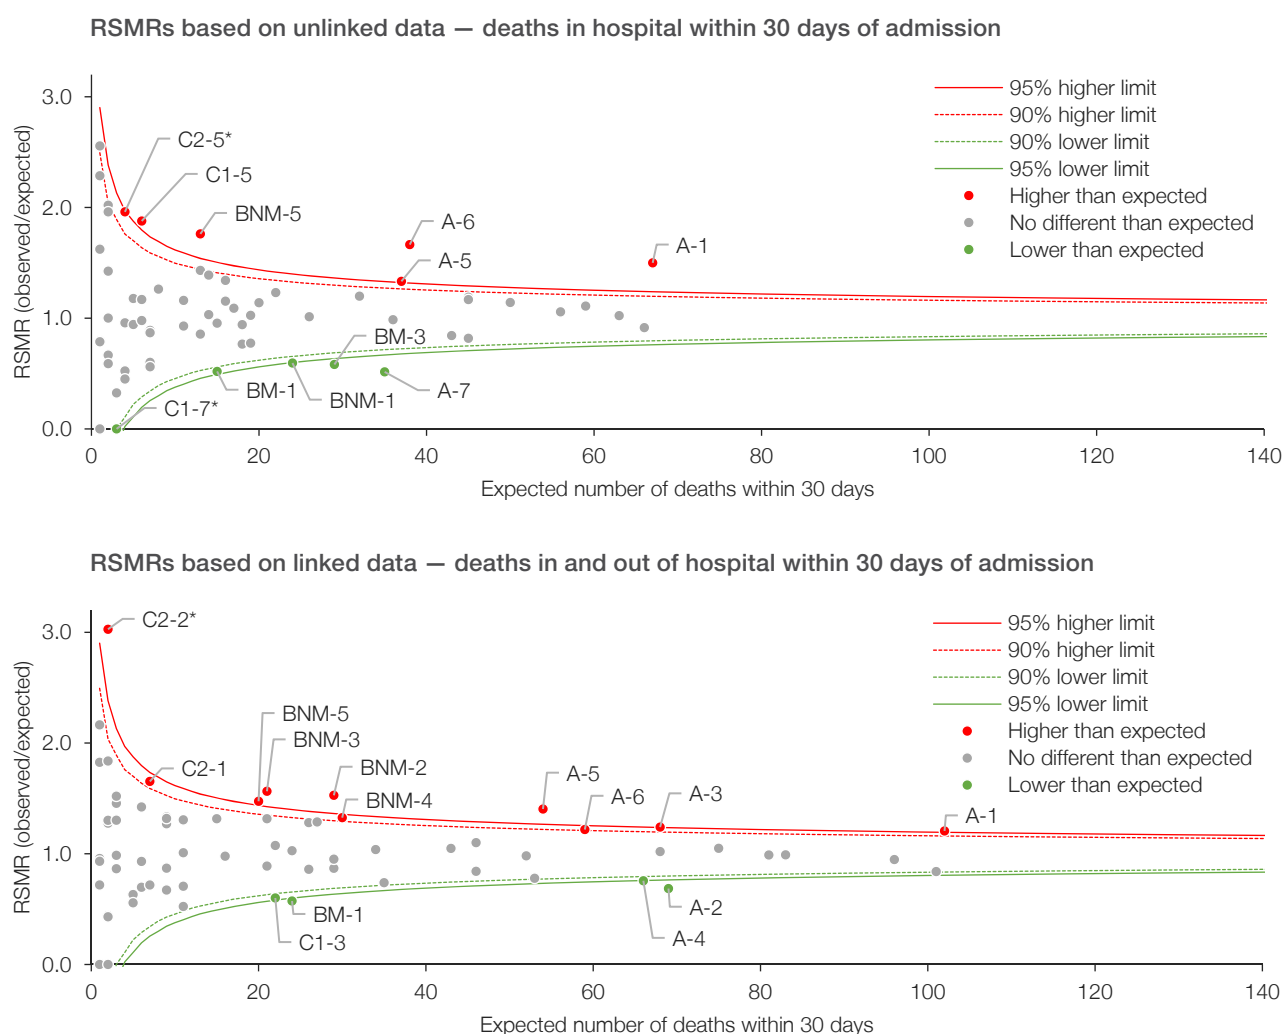 RSMRs based on unlinked data — deaths in hospital within 30 days of admission
RSMR (observed/expected)
3.0
2.0
1.0
0.0
C2-5*
C1-5
BNM-5
A-6
A-5
A-1
BM-3
BM-1
BNM-1
A-7
C1-7*
95% higher limit
90% higher limit
90% lower limit
95% lower limit
Higher than expected
No different than expected
Lower than expected
0 20 40 60 80 100 120 140
Expected number of deaths within 30 days
RSMRs based on linked data — deaths in and out of hospital within 30 days of admission
RSMR (observed/expected)
3.0
2.0
1.0
0.0
C2-2*
BNM-5
BNM-3
C2-1
BNM-2
BNM-4
A-5
A-6
A-3
A-1
BM-1
C1-3
A-2
A-4
95% higher limit
90% higher limit
90% lower limit
95% lower limit
Higher than expected
No different than expected
Lower than expected
0 20 40 60 80 100 120 140
Expected number of deaths within 30 days